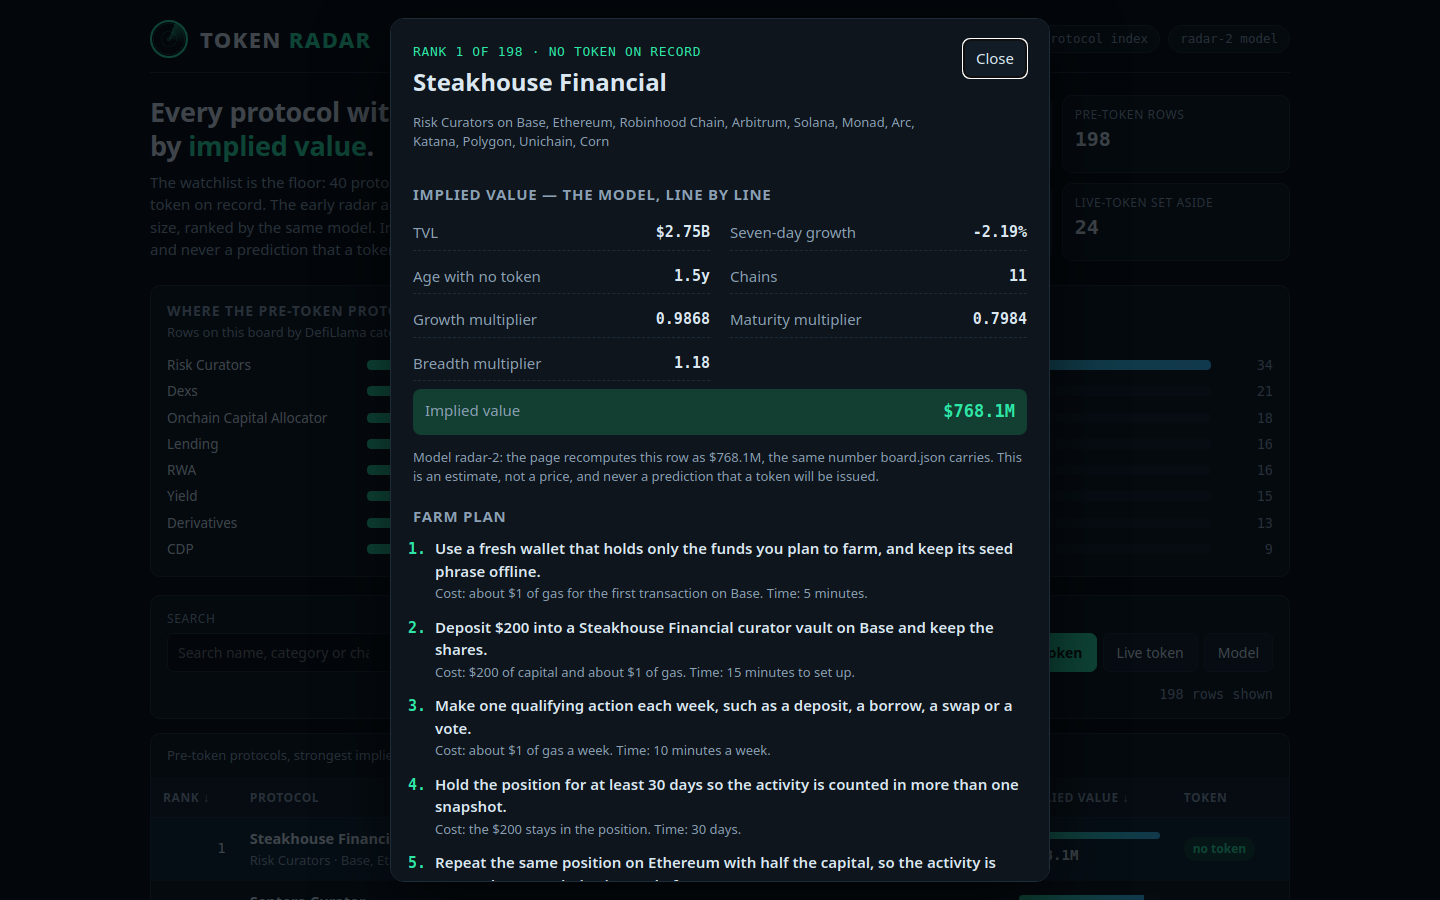 TOKEN RADAR
protocol index
radar-2 model
Every protocol wit
by implied value.
The watchlist is the floor: 40 proto
token on record. The early radar a
size, ranked by the same model. I
and never a prediction that a toke
PRE-TOKEN ROWS
198
LIVE-TOKEN SET ASIDE
24
WHERE THE PRE-TOKEN PROT
Rows on this board by DefiLlama cat
Risk Curators
34
Dexs
21
Onchain Capital Allocator
18
Lending
16
RWA
16
Yield
15
Derivatives
13
CDP
9
SEARCH
Search name, category or cha
oken
Live token
Model
198 rows shown
Pre-token protocols, strongest implie
RANK ↓
PROTOCOL
LIED VALUE ↓
TOKEN
1
Steakhouse Financi
Risk Curators · Base, Et
8.1M
no token
RANK 1 OF 198 · NO TOKEN ON RECORD
Steakhouse Financial
Close
Risk Curators on Base, Ethereum, Robinhood Chain, Arbitrum, Solana, Monad, Arc,
Katana, Polygon, Unichain, Corn
IMPLIED VALUE — THE MODEL, LINE BY LINE
TVL $2.75B
Seven-day growth -2.19%
Age with no token 1.5y
Chains 11
Growth multiplier 0.9868
Maturity multiplier 0.7984
Breadth multiplier 1.18
Implied value $768.1M
Model radar-2: the page recomputes this row as $768.1M, the same number board.json carries. This
is an estimate, not a price, and never a prediction that a token will be issued.
FARM PLAN
1. Use a fresh wallet that holds only the funds you plan to farm, and keep its seed
phrase offline.
Cost: about $1 of gas for the first transaction on Base. Time: 5 minutes.
2. Deposit $200 into a Steakhouse Financial curator vault on Base and keep the
shares.
Cost: $200 of capital and about $1 of gas. Time: 15 minutes to set up.
3. Make one qualifying action each week, such as a deposit, a borrow, a swap or a
vote.
Cost: about $1 of gas a week. Time: 10 minutes a week.
4. Hold the position for at least 30 days so the activity is counted in more than one
snapshot.
Cost: the $200 stays in the position. Time: 30 days.
5. Repeat the same position on Ethereum with half the capital, so the activity is